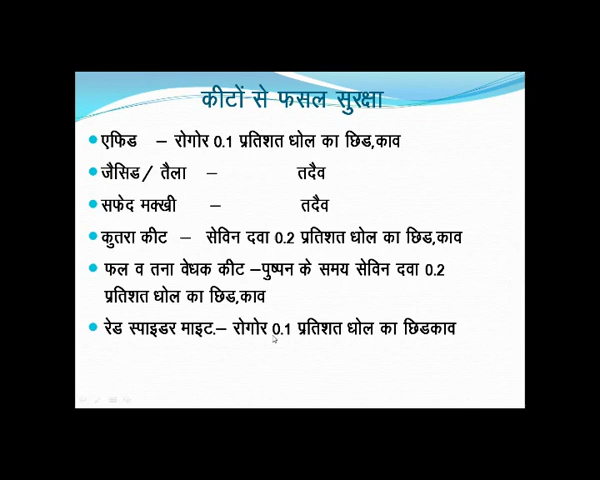 कीटों से फसल सुरक्षा
एफिड – रोगोर 0.1 प्रतिशत धोल का छिड,काव
जैसिड/ तैला – तदैव
सफेद मक्खी – तदैव
कुतरा कीट – सेविन दवा 0.2 प्रतिशत धोल का छिड,काव
फल व तना वेधक कीट –पुष्पन के समय सेविन दवा 0.2
प्रतिशत धोल का छिड,काव
रेड स्पाइडर माइट.– रोगोर 0.1 प्रतिशत धोल का छिडकाव